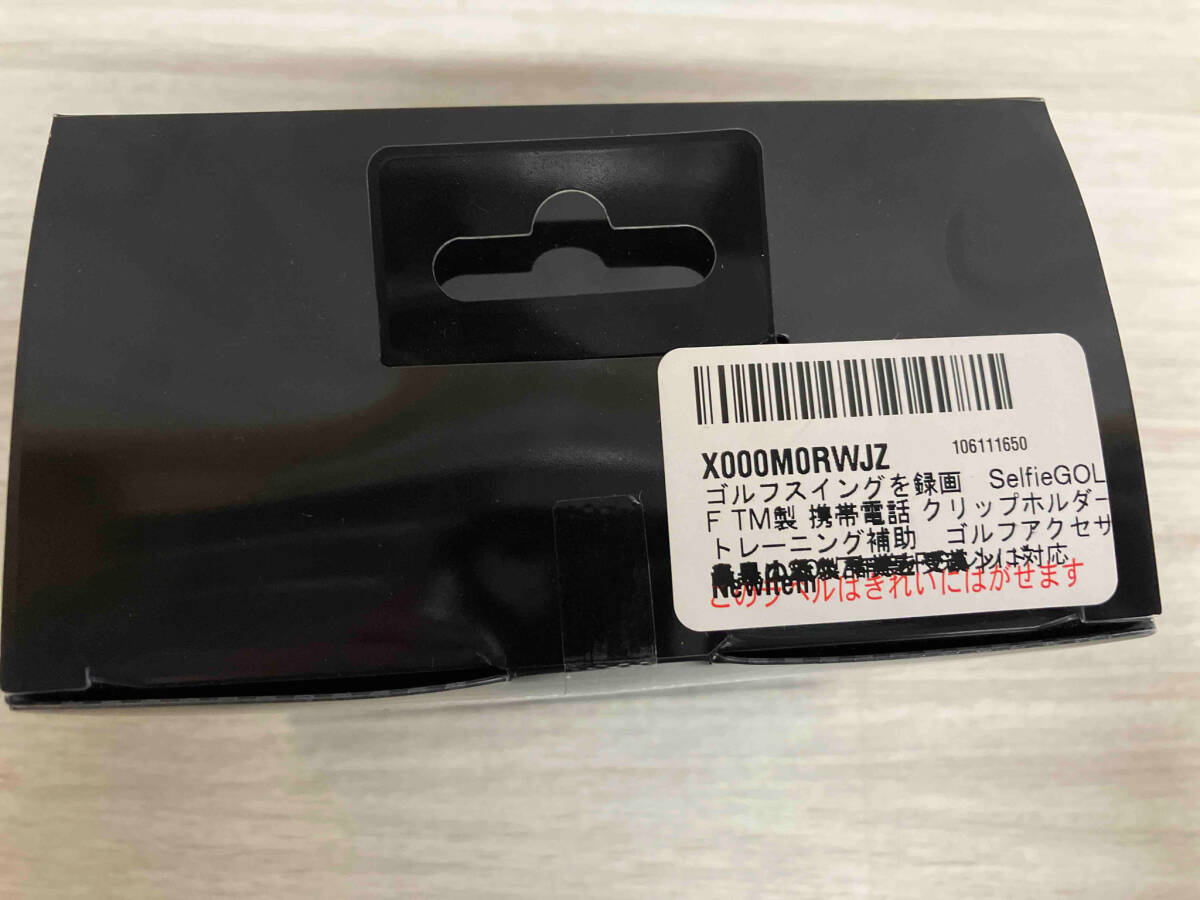 X000M0RWJZ 106111650
ゴルフスイングを録画 SelfieGOL
F TM製 携帯電話 クリップホルダー
トレーニング補助 ゴルフアクセサ
対応
NewItem
このラベルはきれいにはがせます